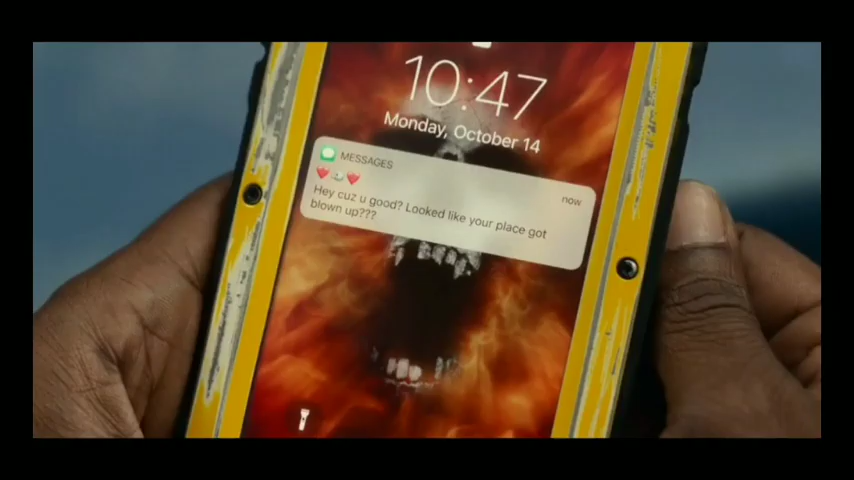 10:47
Monday, October 14
MESSAGES
now
❤️ ❤️
Hey cuz u good? Looked like your place got
blown up???